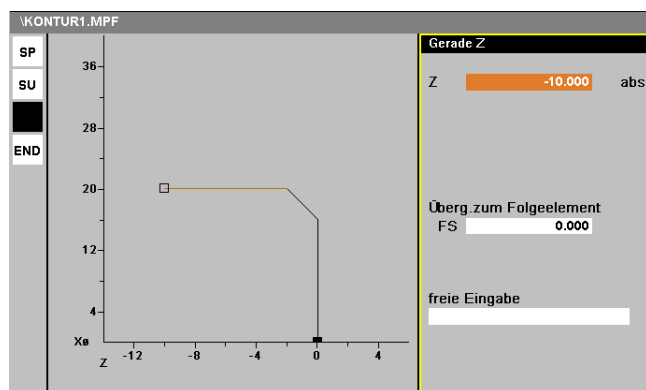 \KONTUR1.MPF
SP
SU
END
36
28
20
12
4
Xø
Z
-12
-8
-4
0
4
Gerade Z
Z -10.000 abs
Überg.zum Folgeelement
FS 0.000
freie Eingabe